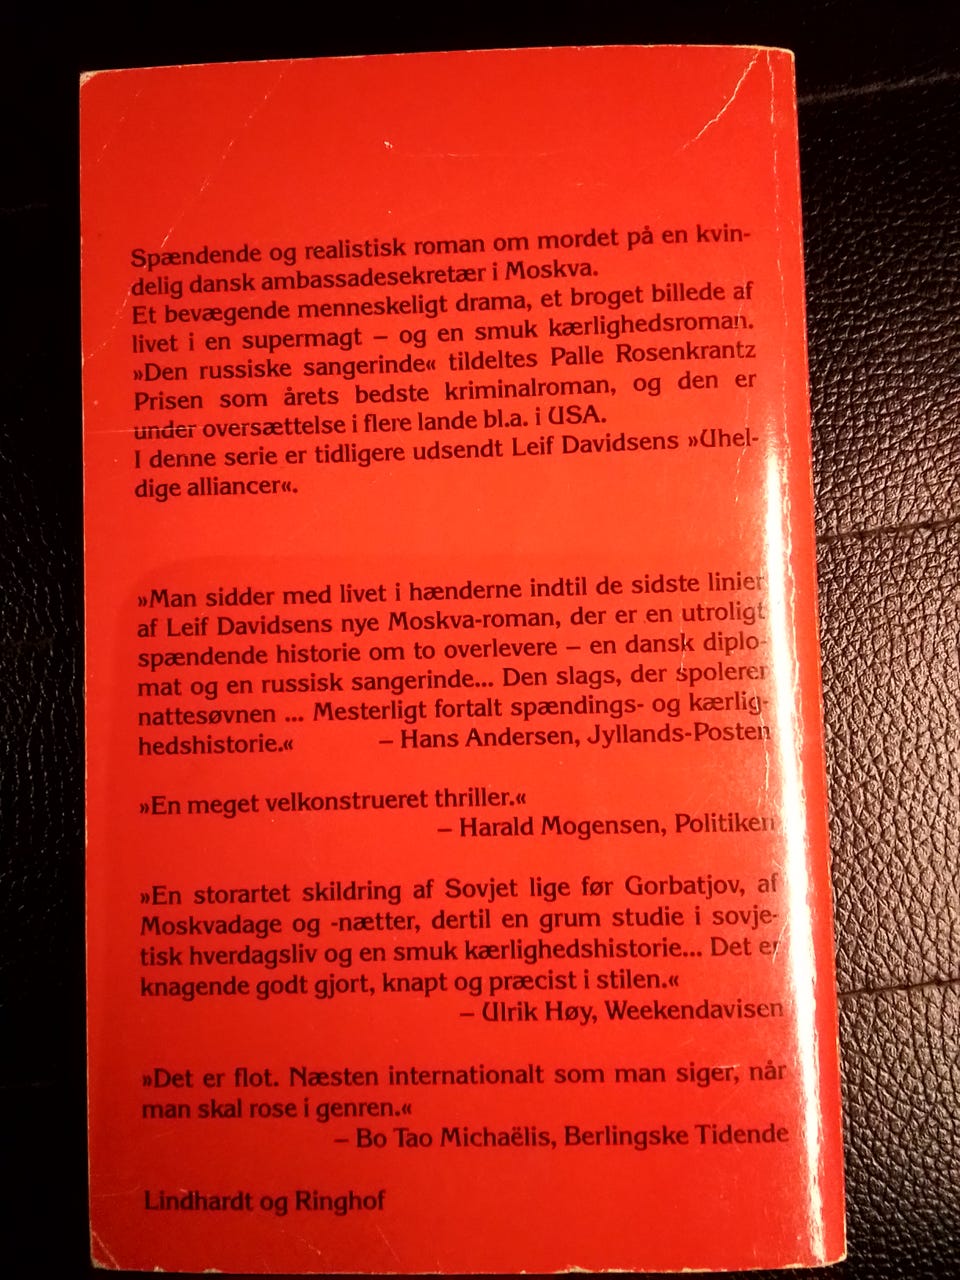 Spændende og realistisk roman om mordet på en kvin-
delig dansk ambassadesekretær i Moskva.
Et bevægende menneskeligt drama, et broget billede af
livet i en supermagt – og en smuk kærlighedsroman.
»Den russiske sangerinde« tildeltes Palle Rosenkrantz
Prisen som årets bedste kriminalroman, og den er
under oversættelse i flere lande bl.a. i USA.
I denne serie er tidligere udsendt Leif Davidsens »Uhel-
dige alliancer«.
»Man sidder med livet i hænderne indtil de sidste linier
af Leif Davidsens nye Moskva-roman, der er en utroligt
spændende historie om to overlevere – en dansk diplo-
mat og en russisk sangerinde... Den slags, der spolerer
nattesøvnen ... Mesterligt fortalt spændings- og kærlig-
hedshistorie.« – Hans Andersen, Jyllands-Posten
»En meget velkonstrueret thriller.«
– Harald Mogensen, Politiken
»En storartet skildring af Sovjet lige før Gorbatjov, af
Moskvadage og -nætter, dertil en grum studie i sovje-
tisk hverdagsliv og en smuk kærlighedshistorie... Det er
knagende godt gjort, knapt og præcist i stilen.«
– Ulrik Høy, Weekendavisen
»Det er flot. Næsten internationalt som man siger, når
man skal rose i genren.«
– Bo Tao Michaëlis, Berlingske Tidende
Lindhardt og Ringhof